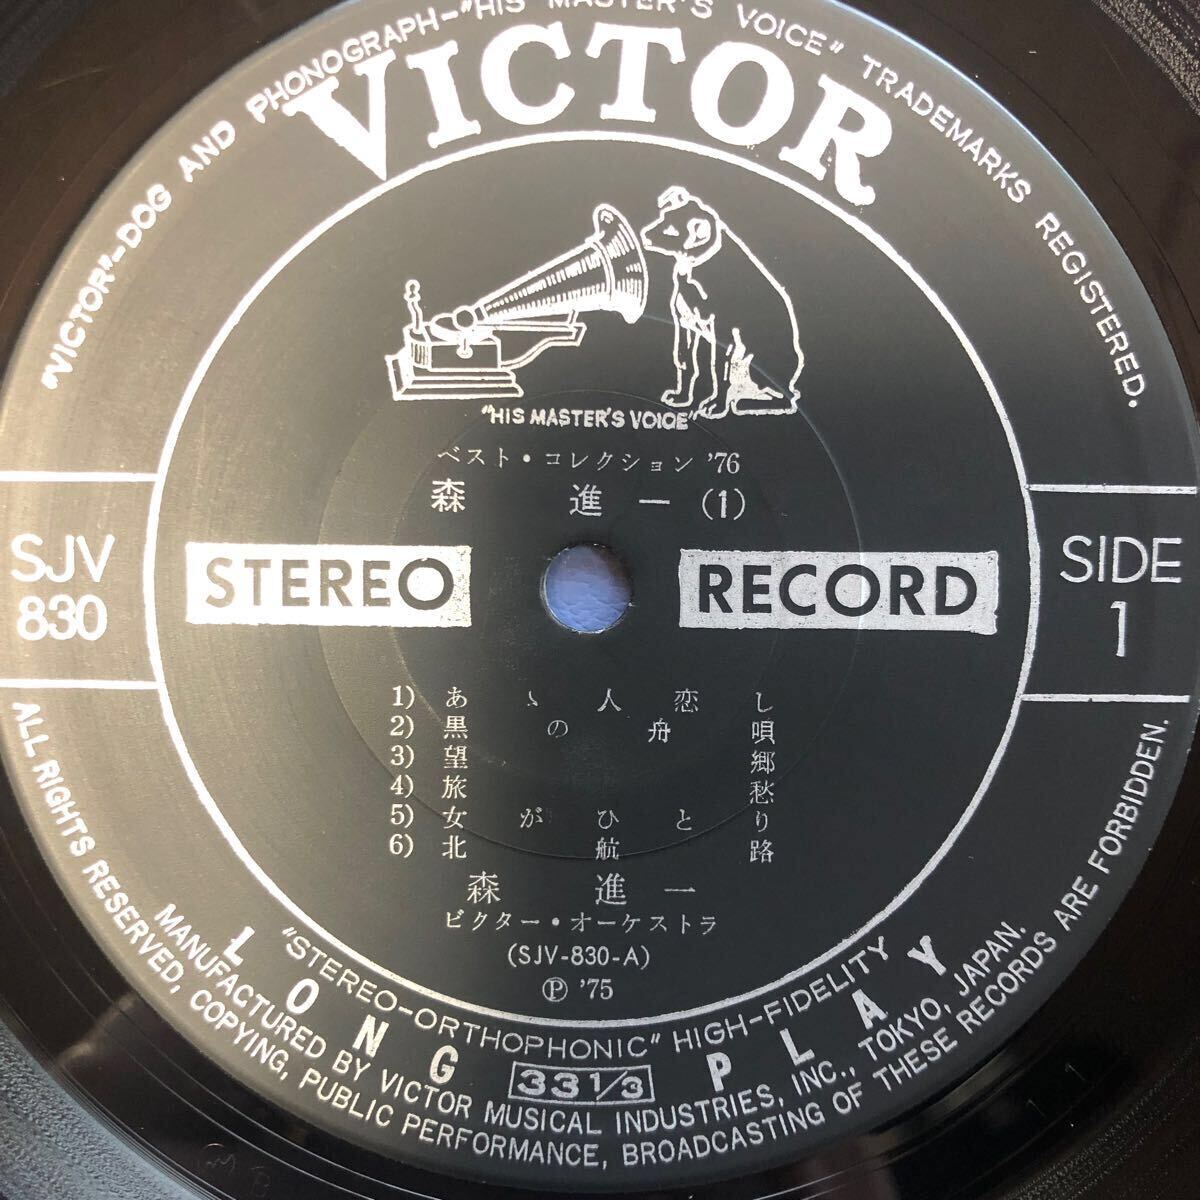 "VICTOR"-DOG AND PHONOGRAPH-"HIS MASTER'S VOICE" TRADEMARKS REGISTERED.
VICTOR
"HIS MASTER'S VOICE"
ベスト・コレクション '76
森 進一 (1)
SJV
830
STEREO RECORD
SIDE
1
1) あゝ人恋し
2) 黒の舟唄
3) 望郷
4) 旅愁
5) 女がひとり
6) 北航路
森 進一
ビクター・オーケストラ
(SJV-830-A)
Ⓟ '75
"STEREO-ORTHOPHONIC" HIGH-FIDELITY
LONG 33 1/3 PLAY
MANUFACTURED BY VICTOR MUSICAL INDUSTRIES, INC., TOKYO, JAPAN.
ALL RIGHTS RESERVED, COPYING, PUBLIC PERFORMANCE, BROADCASTING OF THESE RECORDS ARE FORBIDDEN.